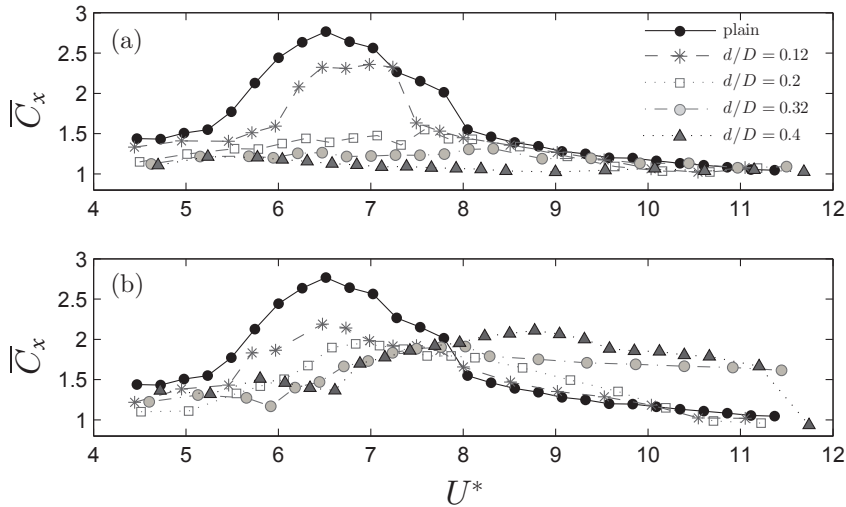 3
2.5
2
1.5
1
(a)
plain
d/D = 0.12
d/D = 0.2
d/D = 0.32
d/D = 0.4
C̅x
4 5 6 7 8 9 10 11 12
3
2.5
2
1.5
1
(b)
C̅x
4 5 6 7 8 9 10 11 12
U*